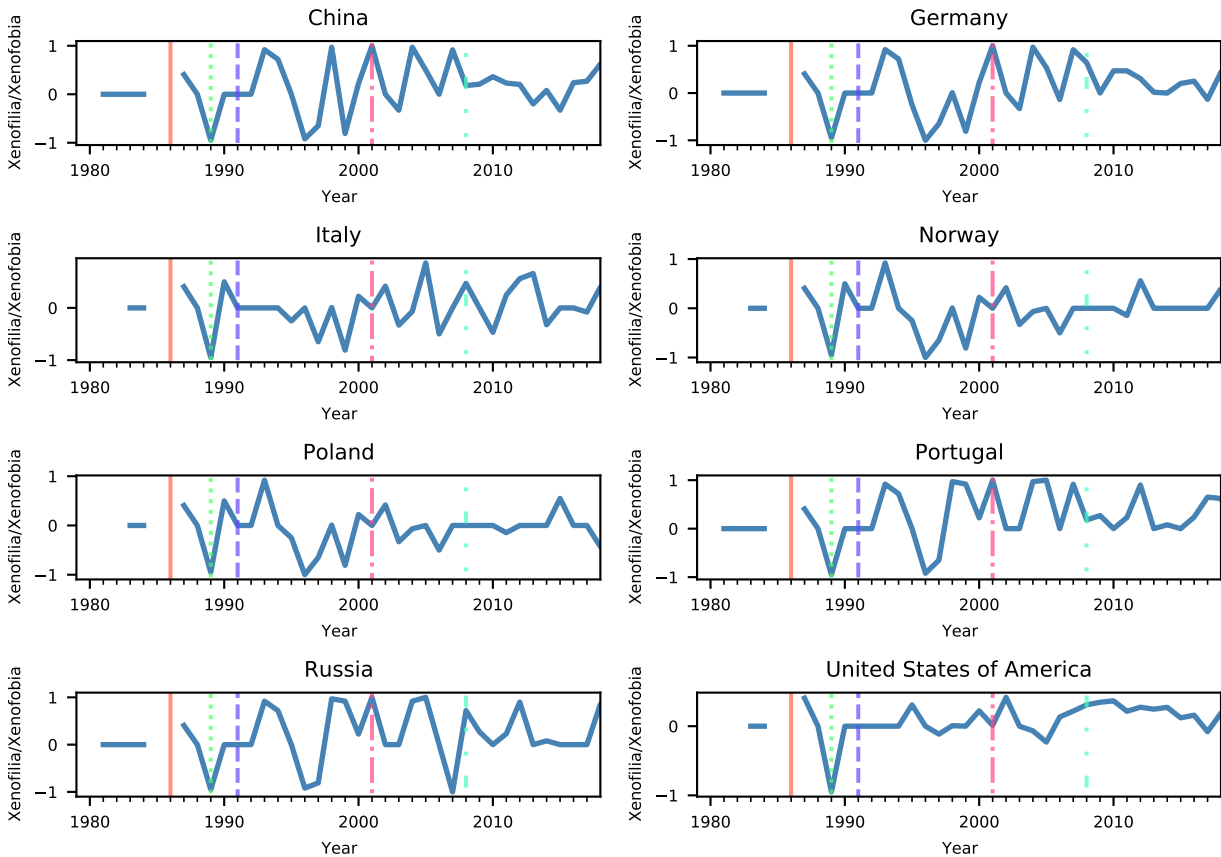 China
Xenofilia/Xenofobia
1
0
−1
1980 1990 2000 2010
Year
Germany
Xenofilia/Xenofobia
1
0
−1
1980 1990 2000 2010
Year
Italy
Xenofilia/Xenofobia
0
−1
1980 1990 2000 2010
Year
Norway
Xenofilia/Xenofobia
1
0
−1
1980 1990 2000 2010
Year
Poland
Xenofilia/Xenofobia
1
0
−1
1980 1990 2000 2010
Year
Portugal
Xenofilia/Xenofobia
1
0
−1
1980 1990 2000 2010
Year
Russia
Xenofilia/Xenofobia
1
0
−1
1980 1990 2000 2010
Year
United States of America
Xenofilia/Xenofobia
0
−1
1980 1990 2000 2010
Year